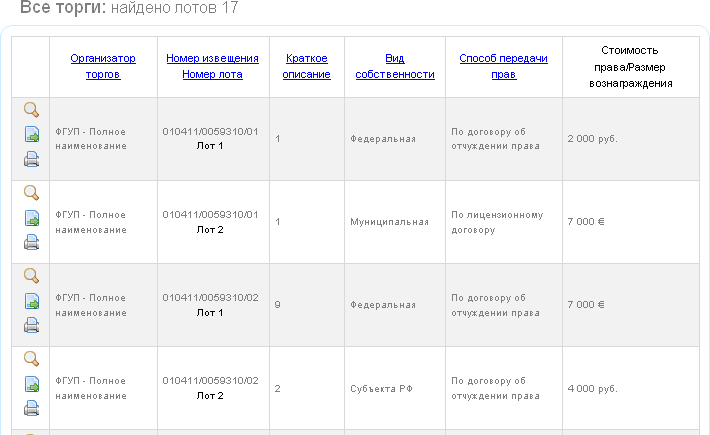 Все торги: найдено лотов 17
Организатор торгов
Номер извещения Номер лота
Краткое описание
Вид собственности
Способ передачи прав
Стоимость права/Размер вознаграждения
ФГУП - Полное наименование
010411/0059310/01
Лот 1
1
Федеральная
По договору об отчуждении права
2 000 руб.
ФГУП - Полное наименование
010411/0059310/01
Лот 2
1
Муниципальная
По лицензионному договору
7 000 €
ФГУП - Полное наименование
010411/0059310/02
Лот 1
9
Федеральная
По договору об отчуждении права
7 000 €
ФГУП - Полное наименование
010411/0059310/02
Лот 2
2
Субъекта РФ
По договору об отчуждении права
4 000 руб.